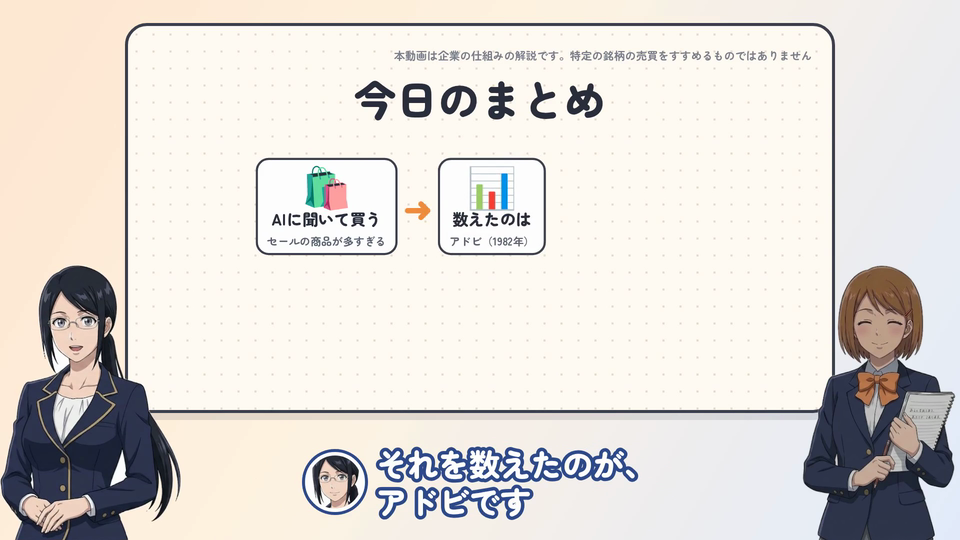 本動画は企業の仕組みの解説です。特定の銘柄の売買をすすめるものではありません
今日のまとめ
AIに聞いて買う
セールの商品が多すぎる
数えたのは
アドビ（1982年）
それを数えたのが、
アドビです